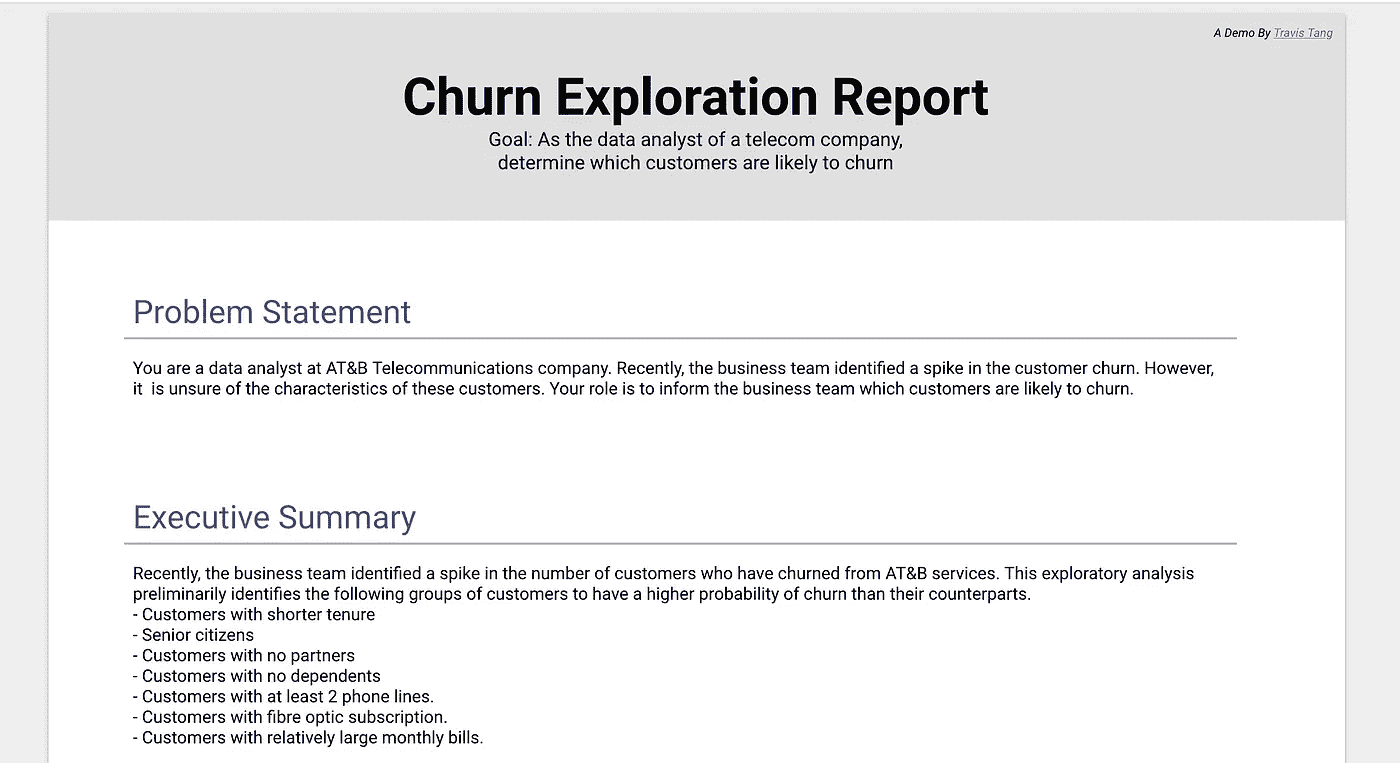 A Demo By Travis Tang
Churn Exploration Report
Goal: As the data analyst of a telecom company,
determine which customers are likely to churn
Problem Statement
You are a data analyst at AT&B Telecommunications company. Recently, the business team identified a spike in the customer churn. However,
it  is unsure of the characteristics of these customers. Your role is to inform the business team which customers are likely to churn.
Executive Summary
Recently, the business team identified a spike in the number of customers who have churned from AT&B services. This exploratory analysis
preliminarily identifies the following groups of customers to have a higher probability of churn than their counterparts.
- Customers with shorter tenure
- Senior citizens
- Customers with no partners
- Customers with no dependents
- Customers with at least 2 phone lines.
- Customers with fibre optic subscription.
- Customers with relatively large monthly bills.